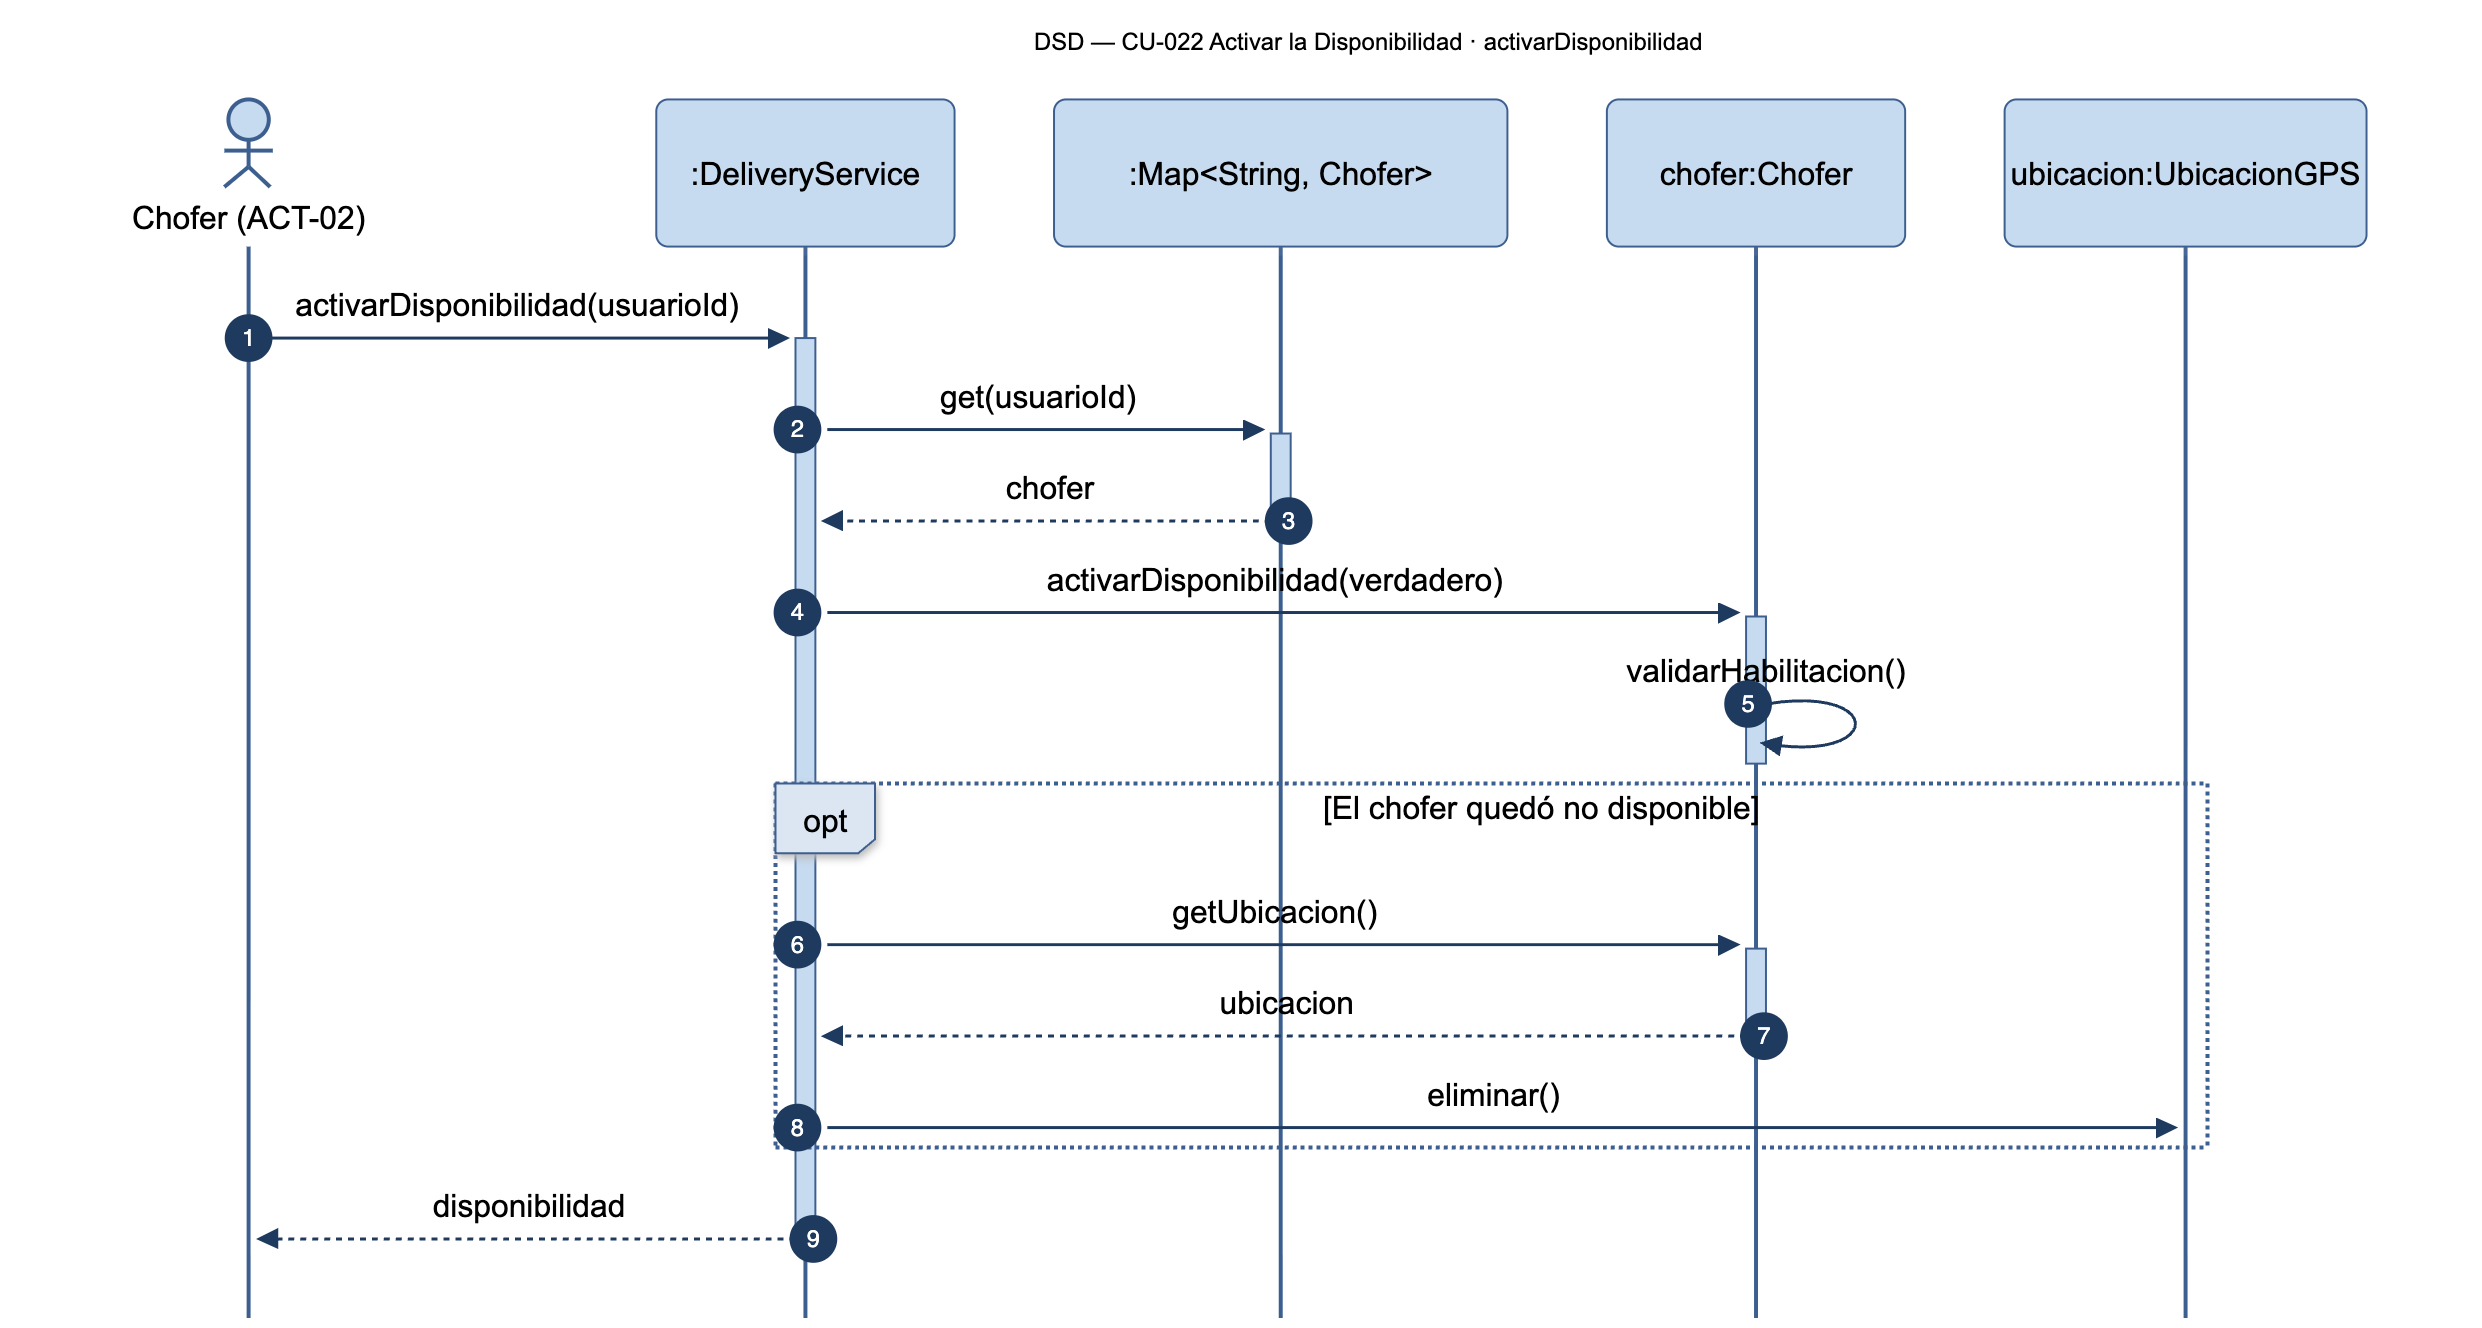 DSD — CU-022 Activar la Disponibilidad · activarDisponibilidad
Chofer (ACT-02)
:DeliveryService
:Map<String, Chofer>
chofer:Chofer
ubicacion:UbicacionGPS
1
activarDisponibilidad(usuarioId)
2
get(usuarioId)
chofer
3
4
activarDisponibilidad(verdadero)
validarHabilitacion()
5
opt
[El chofer quedó no disponible]
6
getUbicacion()
ubicacion
7
8
eliminar()
disponibilidad
9